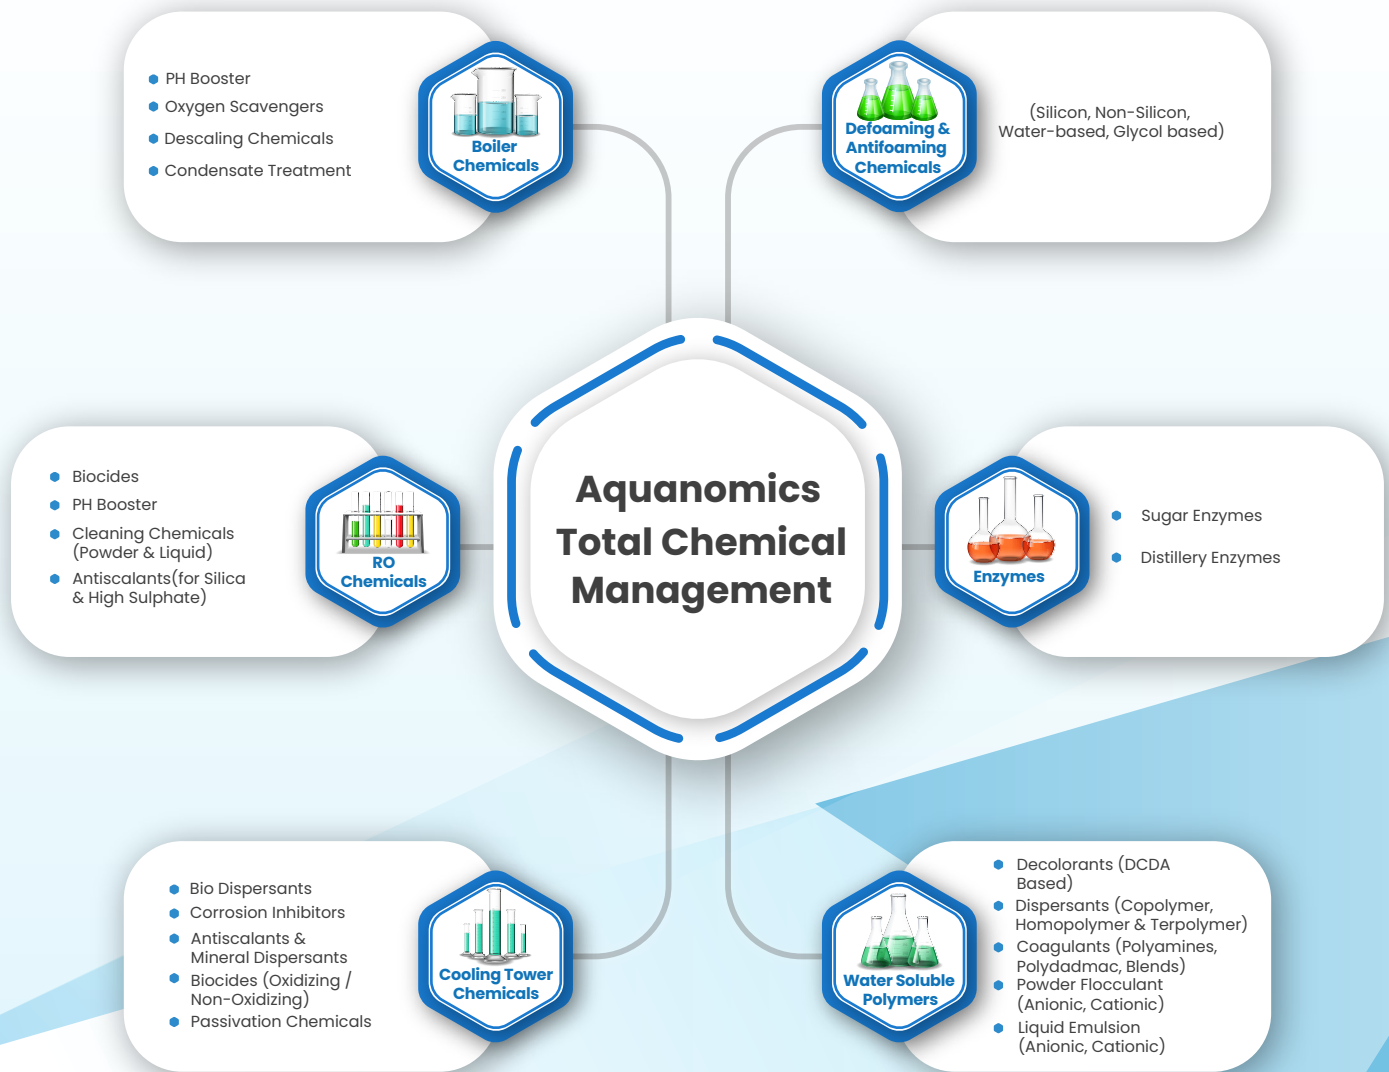 PH Booster
Oxygen Scavengers
Descaling Chemicals
Condensate Treatment
Boiler
Chemicals
Defoaming &
Antifoaming
Chemicals
(Silicon, Non-Silicon,
Water-based, Glycol based)
Biocides
PH Booster
Cleaning Chemicals
(Powder & Liquid)
Antiscalants(for Silica
& High Sulphate)
RO
Chemicals
Aquanomics
Total Chemical
Management
Enzymes
Sugar Enzymes
Distillery Enzymes
Bio Dispersants
Corrosion Inhibitors
Antiscalants &
Mineral Dispersants
Biocides (Oxidizing /
Non-Oxidizing)
Passivation Chemicals
Cooling Tower
Chemicals
Water Soluble
Polymers
Decolorants (DCDA
Based)
Dispersants (Copolymer,
Homopolymer & Terpolymer)
Coagulants (Polyamines,
Polydadmac, Blends)
Powder Flocculant
(Anionic, Cationic)
Liquid Emulsion
(Anionic, Cationic)